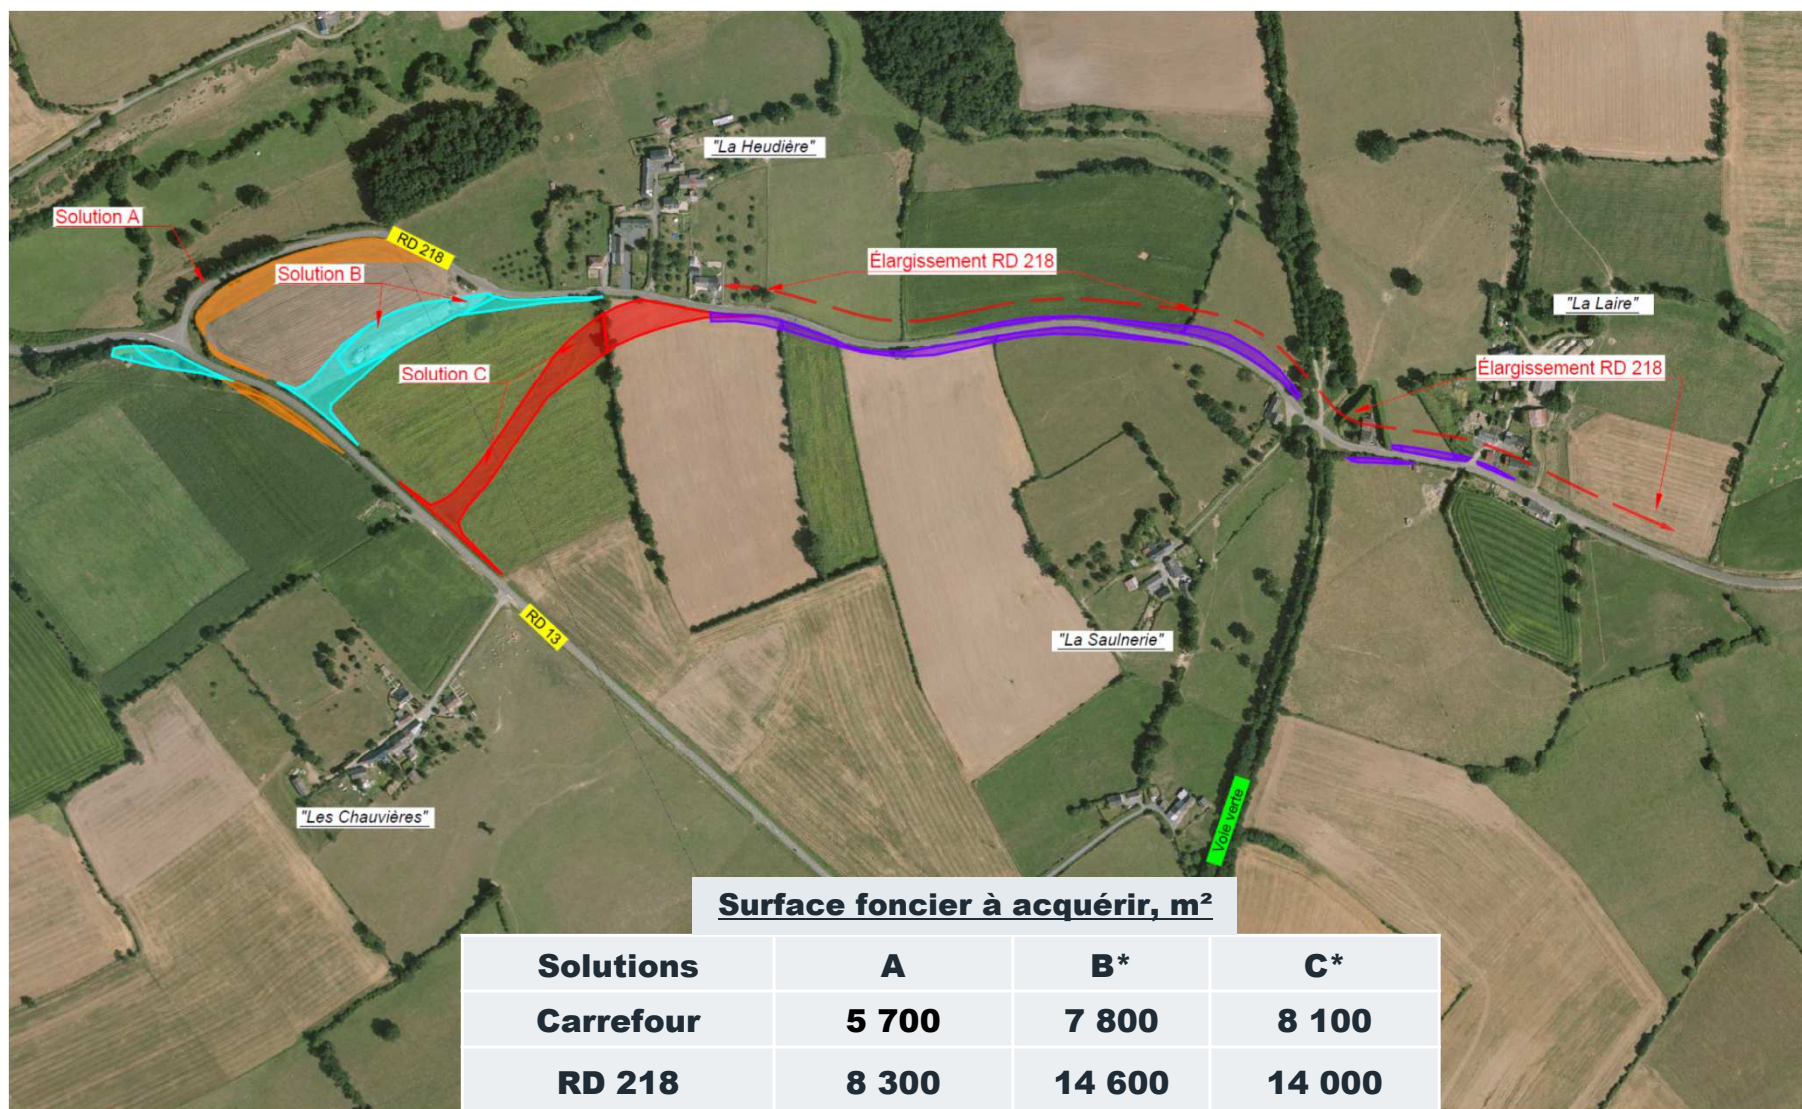 "La Heudière"
Solution A
RD 218
Solution B
Élargissement RD 218
"La Laire"
Solution C
Élargissement RD 218
RD 13
"La Saulnerie"
"Les Chauvières"
Voie verte
Surface foncier à acquérir, m²
Solutions A B* C*
Carrefour 5 700 7 800 8 100
RD 218 8 300 14 600 14 000